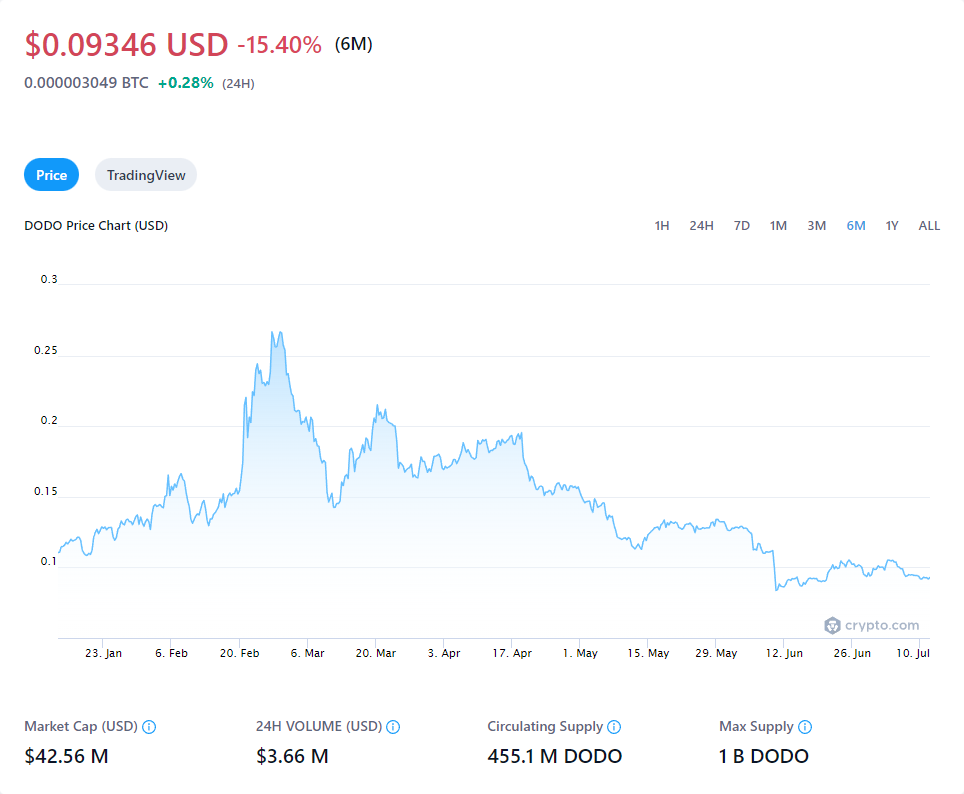 $0.09346 USD -15.40% (6M)
0.000003049 BTC +0.28% (24H)
Price TradingView
DODO Price Chart (USD) 1H 24H 7D 1M 3M 6M 1Y ALL
0.3
0.25
0.2
0.15
0.1
crypto.com
23. Jan 6. Feb 20. Feb 6. Mar 20. Mar 3. Apr 17. Apr 1. May 15. May 29. May 12. Jun 26. Jun 10. Jul
Market Cap (USD) 24H VOLUME (USD) Circulating Supply Max Supply
$42.56 M $3.66 M 455.1 M DODO 1 B DODO